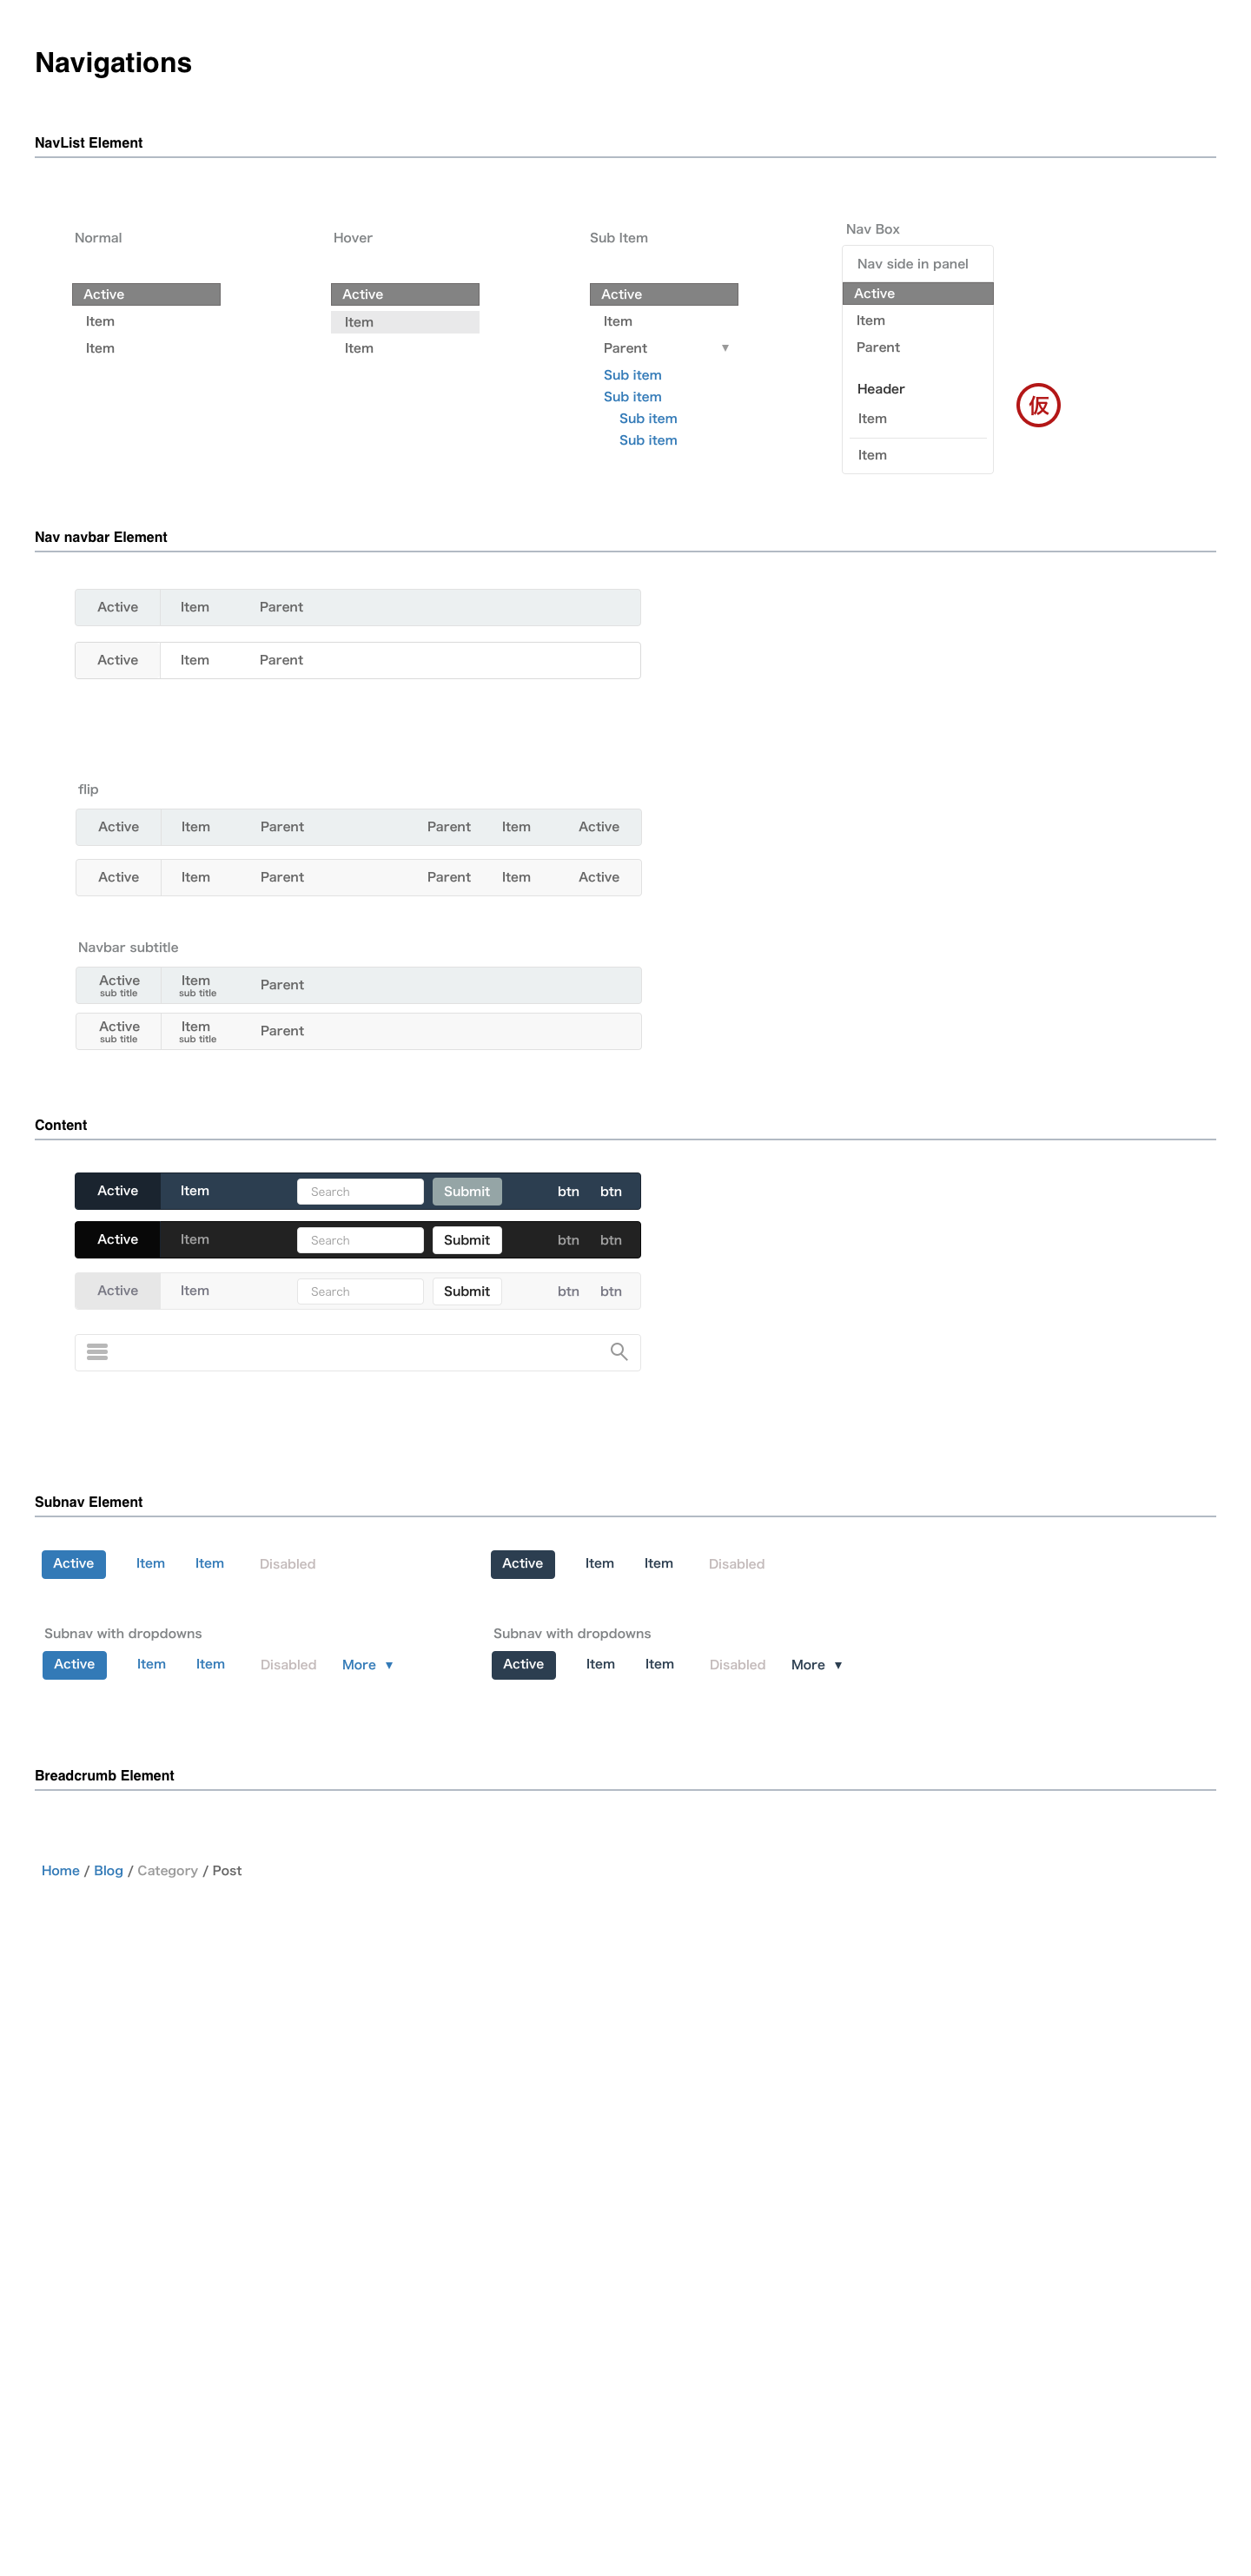 Navigations
NavList Element
Normal
Active
Item
Item
Hover
Active
Item
Item
Sub Item
Active
Item
Parent ▼
Sub item
Sub item
Sub item
Sub item
Nav Box
Nav side in panel
Active
Item
Parent
Header
Item
Item
仮
Nav navbar Element
Active Item Parent
Active Item Parent
flip
Active Item Parent Parent Item Active
Active Item Parent Parent Item Active
Navbar subtitle
Active Item Parent
sub title sub title
Active Item Parent
sub title sub title
Content
Active Item Search Submit btn btn
Active Item Search Submit btn btn
Active Item Search Submit btn btn
Subnav Element
Active Item Item Disabled
Active Item Item Disabled
Subnav with dropdowns
Active Item Item Disabled More ▼
Subnav with dropdowns
Active Item Item Disabled More ▼
Breadcrumb Element
Home / Blog / Category / Post